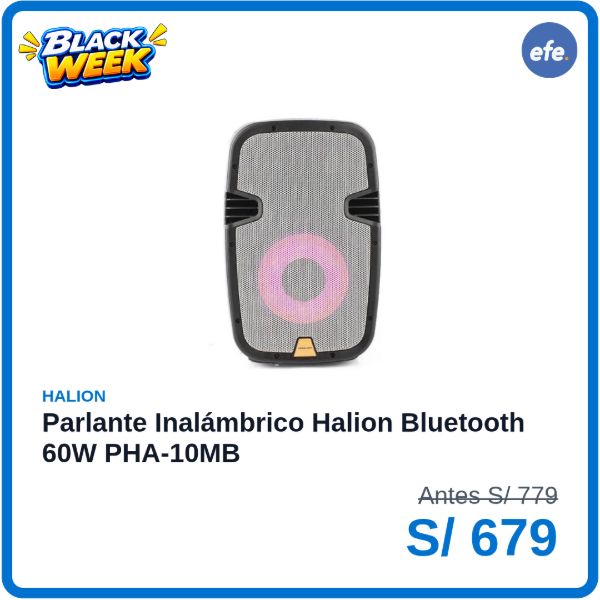 BLACK
WEEK
efe.
HALION
Parlante Inalámbrico Halion Bluetooth
60W PHA-10MB
Antes S/ 779
S/ 679